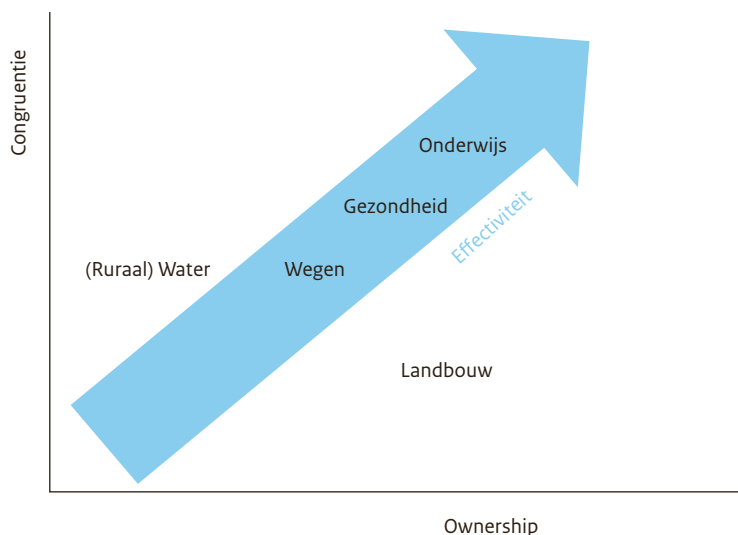 Congruentie
Onderwijs
Gezondheid
Effectiviteit
(Ruraal) Water
Wegen
Landbouw
Ownership